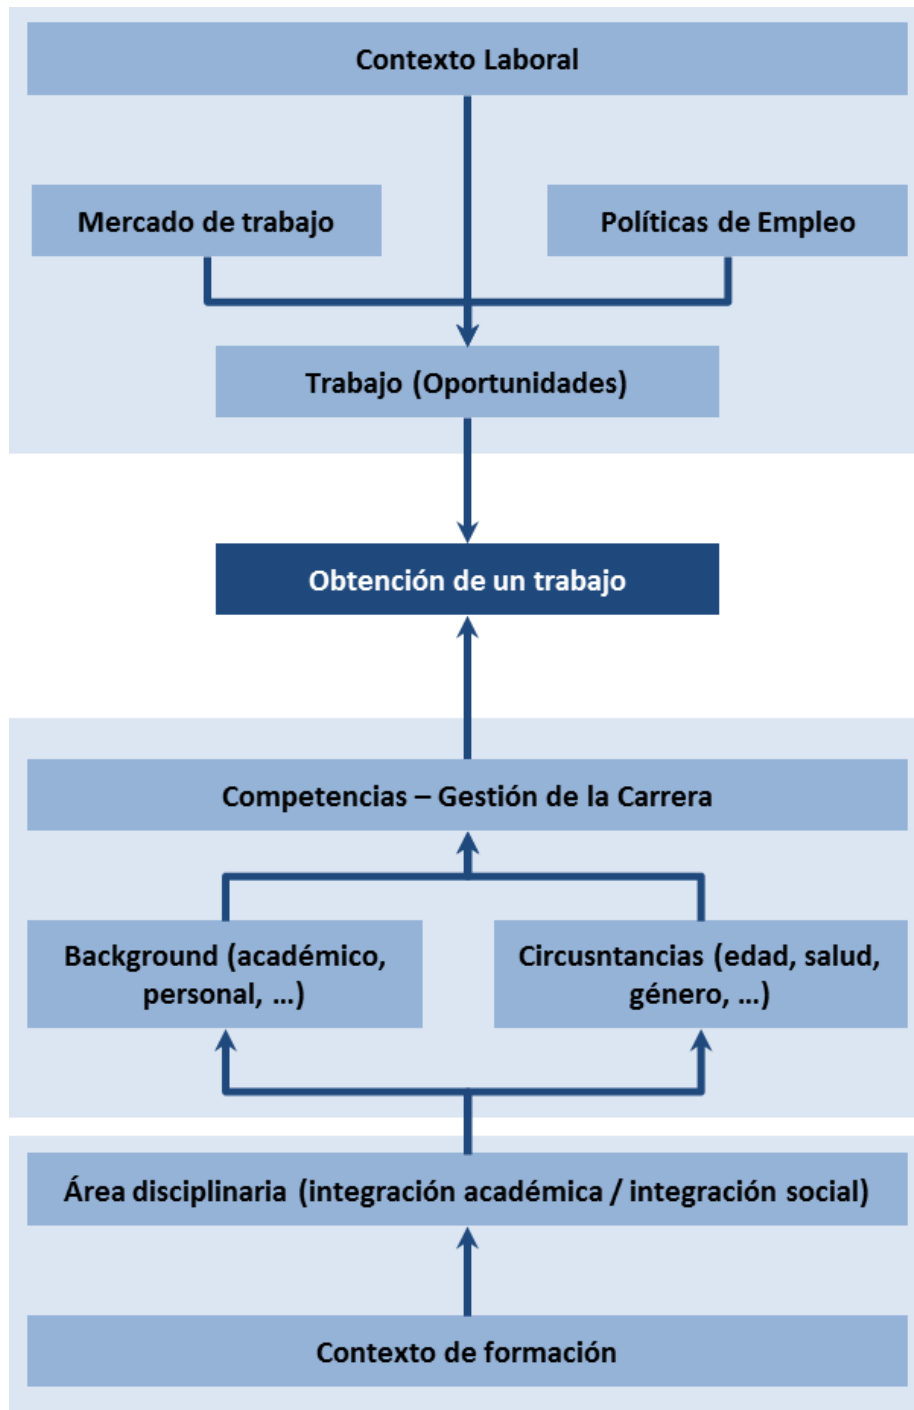 Contexto Laboral
Mercado de trabajo
Políticas de Empleo
Trabajo (Oportunidades)
Obtención de un trabajo
Competencias – Gestión de la Carrera
Background (académico,
personal, ...)
Circusntancias (edad, salud,
género, ...)
Área disciplinaria (integración académica / integración social)
Contexto de formación